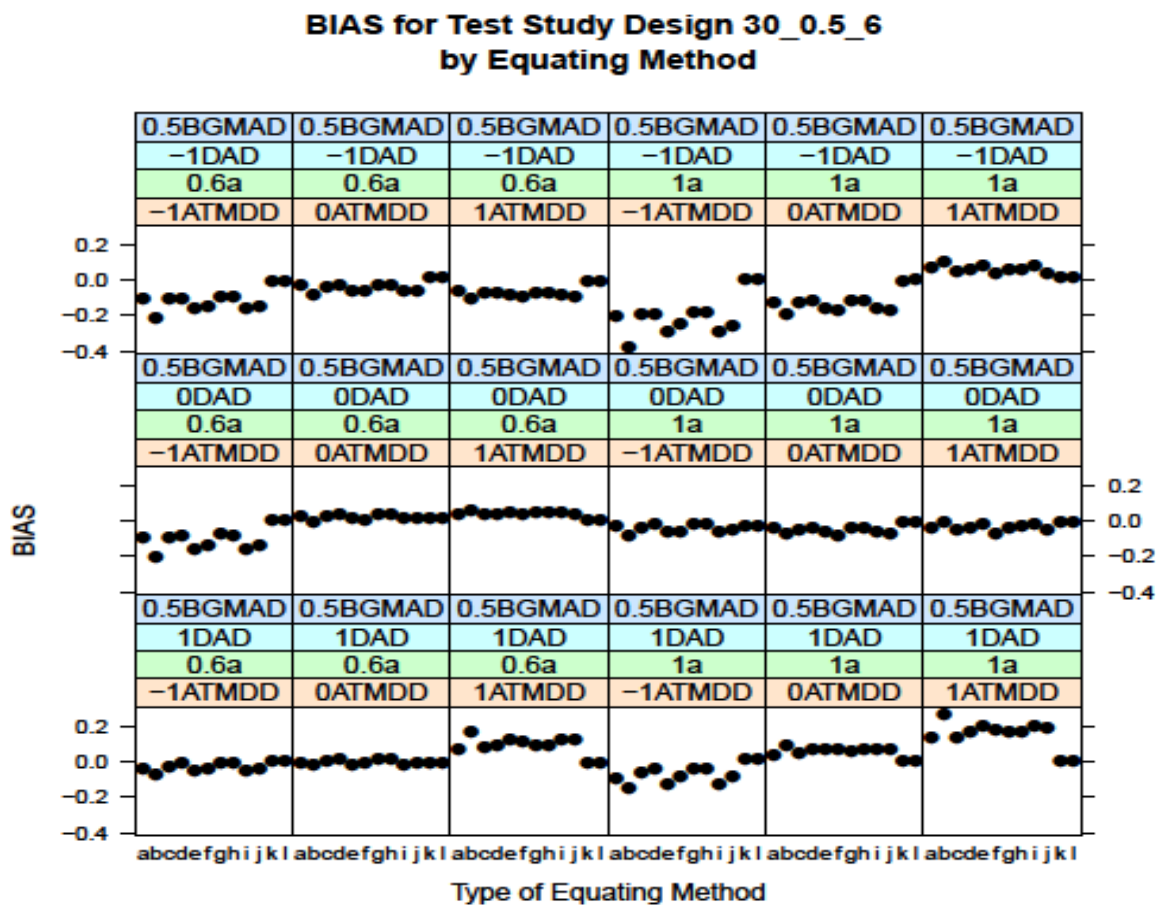 BIAS for Test Study Design 30_0.5_6
by Equating Method
0.5BGMAD 0.5BGMAD 0.5BGMAD 0.5BGMAD 0.5BGMAD 0.5BGMAD
−1DAD −1DAD −1DAD −1DAD −1DAD −1DAD
0.6a 0.6a 0.6a 1a 1a 1a
−1ATMDD 0ATMDD 1ATMDD −1ATMDD 0ATMDD 1ATMDD
0.2
0.0
−0.2
−0.4
0.5BGMAD 0.5BGMAD 0.5BGMAD 0.5BGMAD 0.5BGMAD 0.5BGMAD
0DAD 0DAD 0DAD 0DAD 0DAD 0DAD
0.6a 0.6a 0.6a 1a 1a 1a
−1ATMDD 0ATMDD 1ATMDD −1ATMDD 0ATMDD 1ATMDD
0.2
0.0
−0.2
−0.4
BIAS
0.5BGMAD 0.5BGMAD 0.5BGMAD 0.5BGMAD 0.5BGMAD 0.5BGMAD
1DAD 1DAD 1DAD 1DAD 1DAD 1DAD
0.6a 0.6a 0.6a 1a 1a 1a
−1ATMDD 0ATMDD 1ATMDD −1ATMDD 0ATMDD 1ATMDD
0.2
0.0
−0.2
−0.4
abcdefghijkl abcdefghijkl abcdefghijkl abcdefghijkl abcdefghijkl abcdefghijkl
Type of Equating Method